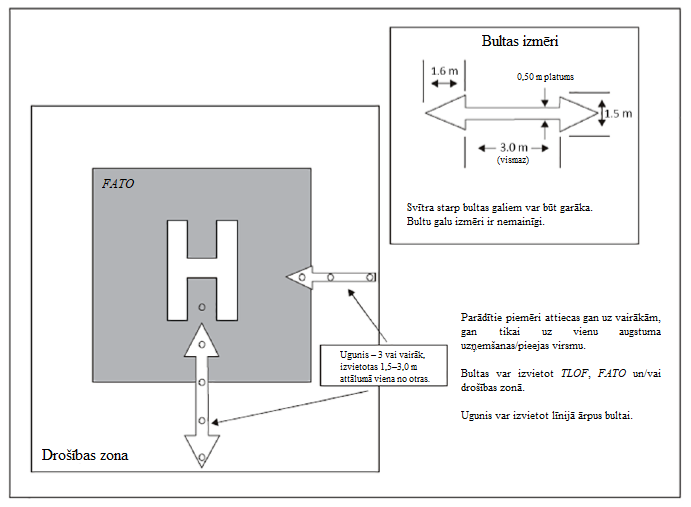 Bultas izmēri
1.6 m
0,50 m platums
1.5 m
3.0 m
(vismaz)
Svītra starp bultas galiem var būt garāka.
Bultu galu izmēri ir nemainīgi.
FATO
H
Ugunis – 3 vai vairāk,
izvietotas 1,5–3,0 m
attālumā viena no otras.
Drošības zona
Parādītie piemēri attiecas gan uz vairākām,
gan tikai uz vienu augstuma
uzņemšanas/pieejas virsmu.
Bultas var izvietot TLOF, FATO un/vai
drošības zonā.
Ugunis var izvietot līnijā ārpus bultai.